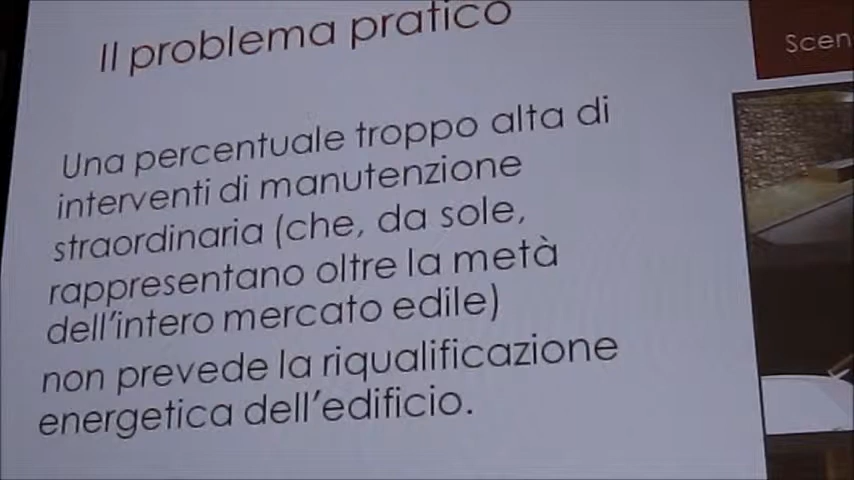 Il problema pratico
Una percentuale troppo alta di
interventi di manutenzione
straordinaria (che, da sole,
rappresentano oltre la metà
dell'intero mercato edile)
non prevede la riqualificazione
energetica dell'edificio.